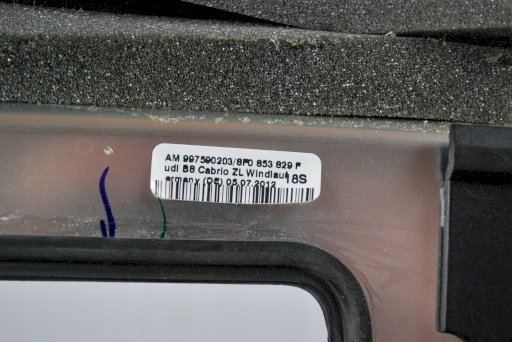 AM 997590203/8F0 853 829 F
udi B8 Cabrio ZL Windlauf
ermany (DE) 05.07.2012 18S